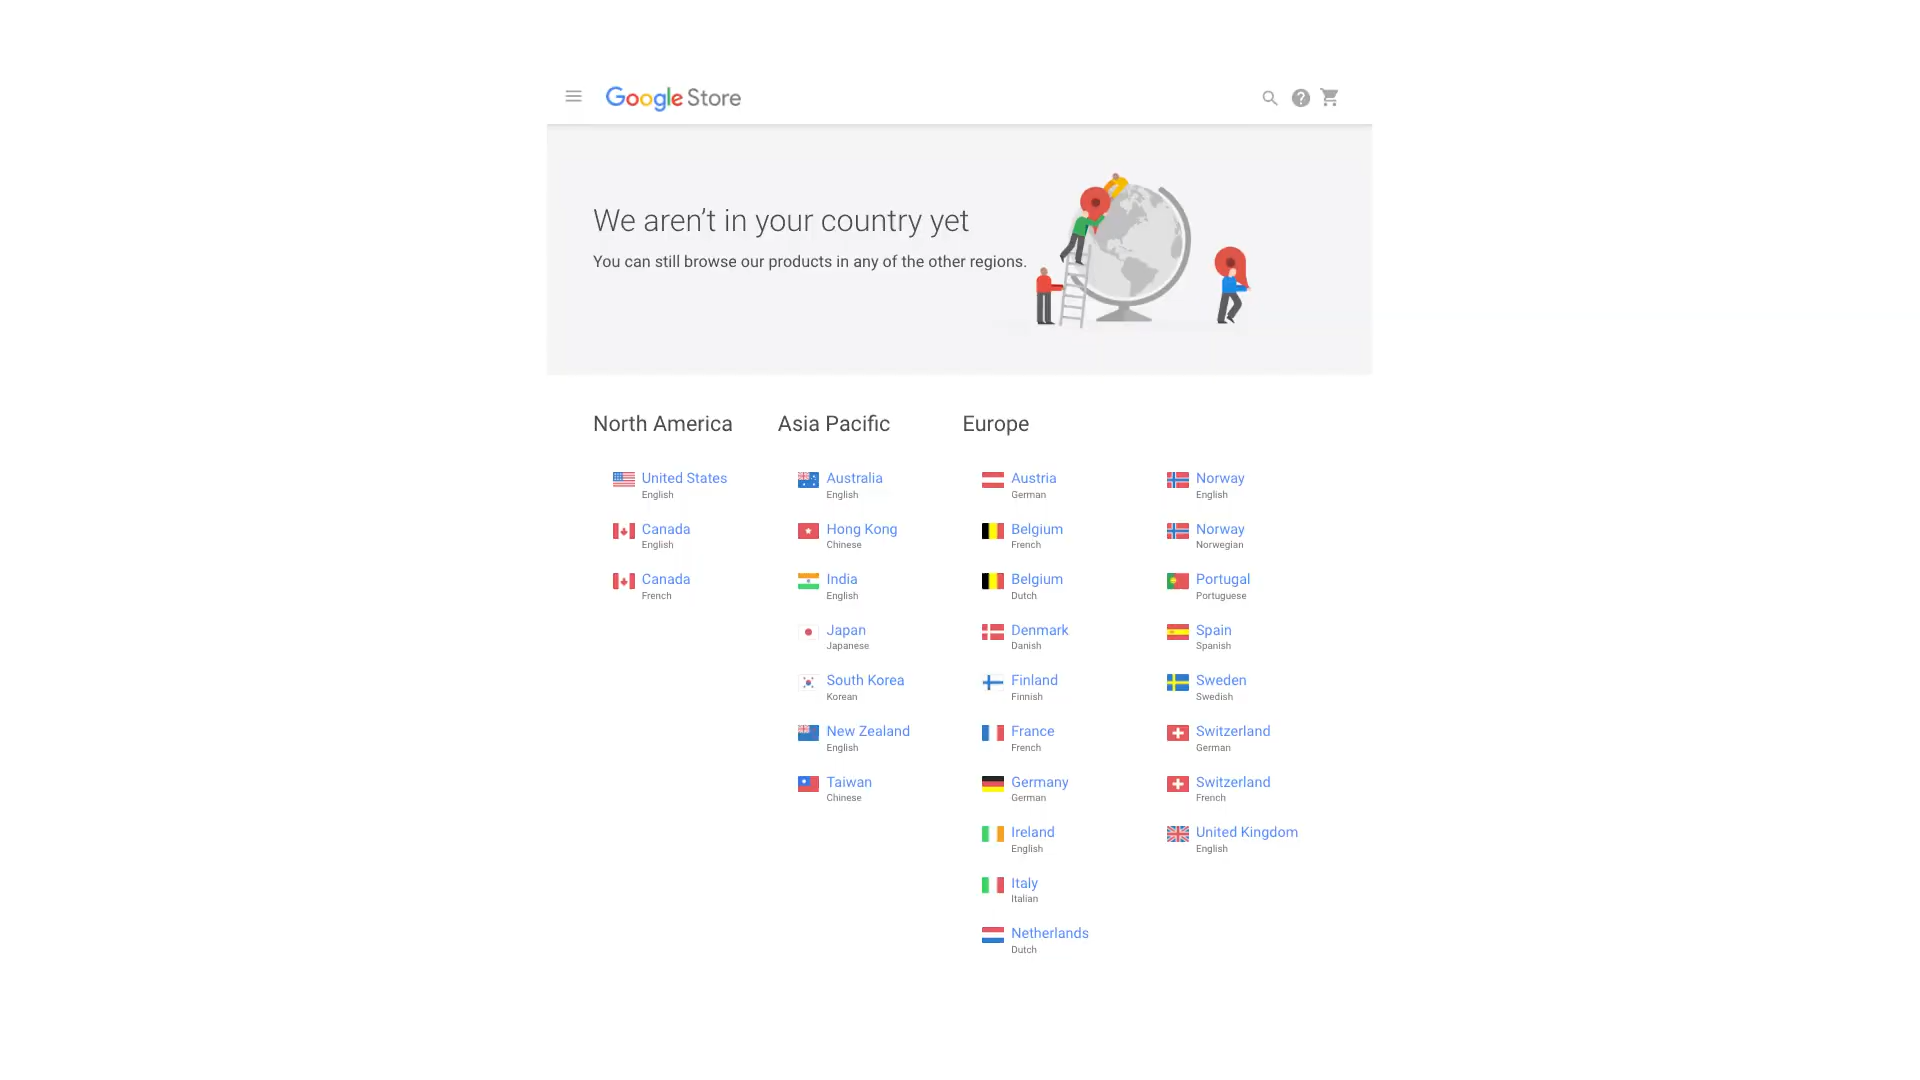 Google Store
We aren't in your country yet
You can still browse our products in any of the other regions.
North America
United States
English
Canada
English
Canada
French
Asia Pacific
Australia
English
Hong Kong
Chinese
India
English
Japan
Japanese
South Korea
Korean
New Zealand
English
Taiwan
Chinese
Europe
Austria
German
Belgium
French
Belgium
Dutch
Denmark
Danish
Finland
Finnish
France
French
Germany
German
Ireland
English
Italy
Italian
Netherlands
Dutch
Norway
English
Norway
Norwegian
Portugal
Portuguese
Spain
Spanish
Sweden
Swedish
Switzerland
German
Switzerland
French
United Kingdom
English